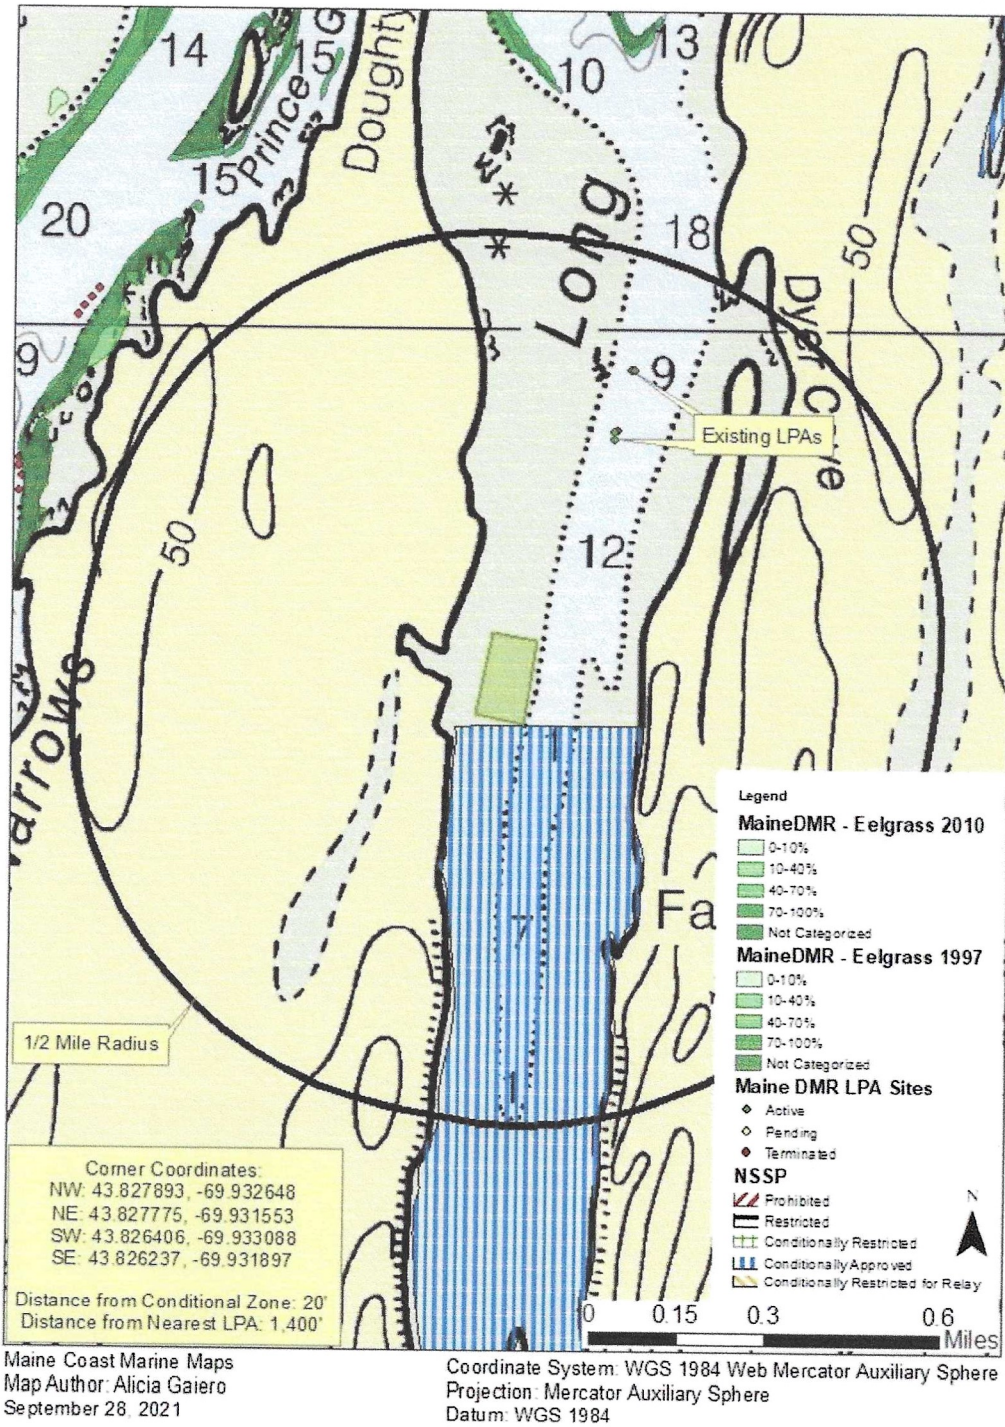 14
15
13
10
Prince
Doughty
G
15
20
Long
18
50
3
Dyer Cove
9
9
Existing LPAs
50
12
Narrows
1
7
Fa
1
1/2 Mile Radius
Legend
MaineDMR - Eelgrass 2010
0-10%
10-40%
40-70%
70-100%
Not Categorized
MaineDMR - Eelgrass 1997
0-10%
10-40%
40-70%
70-100%
Not Categorized
Maine DMR LPA Sites
Active
Pending
Terminated
NSSP
Prohibited
Restricted
Conditionally Restricted
Conditionally Approved
Conditionally Restricted for Relay
N
0 0.15 0.3 0.6
Miles
Corner Coordinates:
NW: 43.827893, -69.932648
NE: 43.827775, -69.931553
SW: 43.826406, -69.933088
SE: 43.826237, -69.931897
Distance from Conditional Zone: 20'
Distance from Nearest LPA: 1,400'
Maine Coast Marine Maps
Map Author: Alicia Gaiero
September 28, 2021
Coordinate System: WGS 1984 Web Mercator Auxiliary Sphere
Projection: Mercator Auxiliary Sphere
Datum: WGS 1984